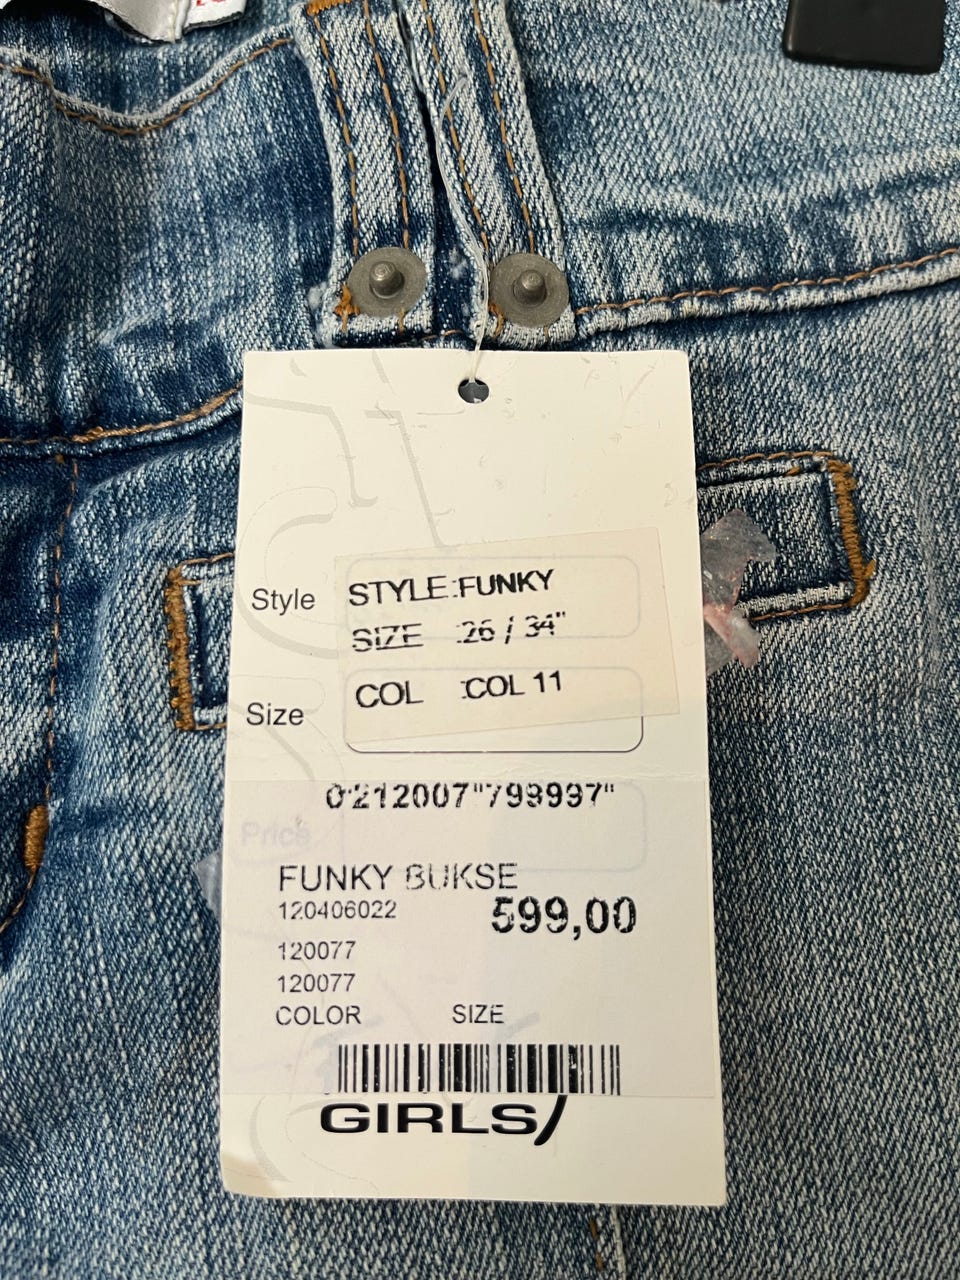 Style
STYLE:FUNKY
SIZE :26 / 34"
COL :COL 11
Size
0"212007"799997"
Price
FUNKY BUKSE
120406022
599,00
120077
120077
COLOR SIZE
GIRLS